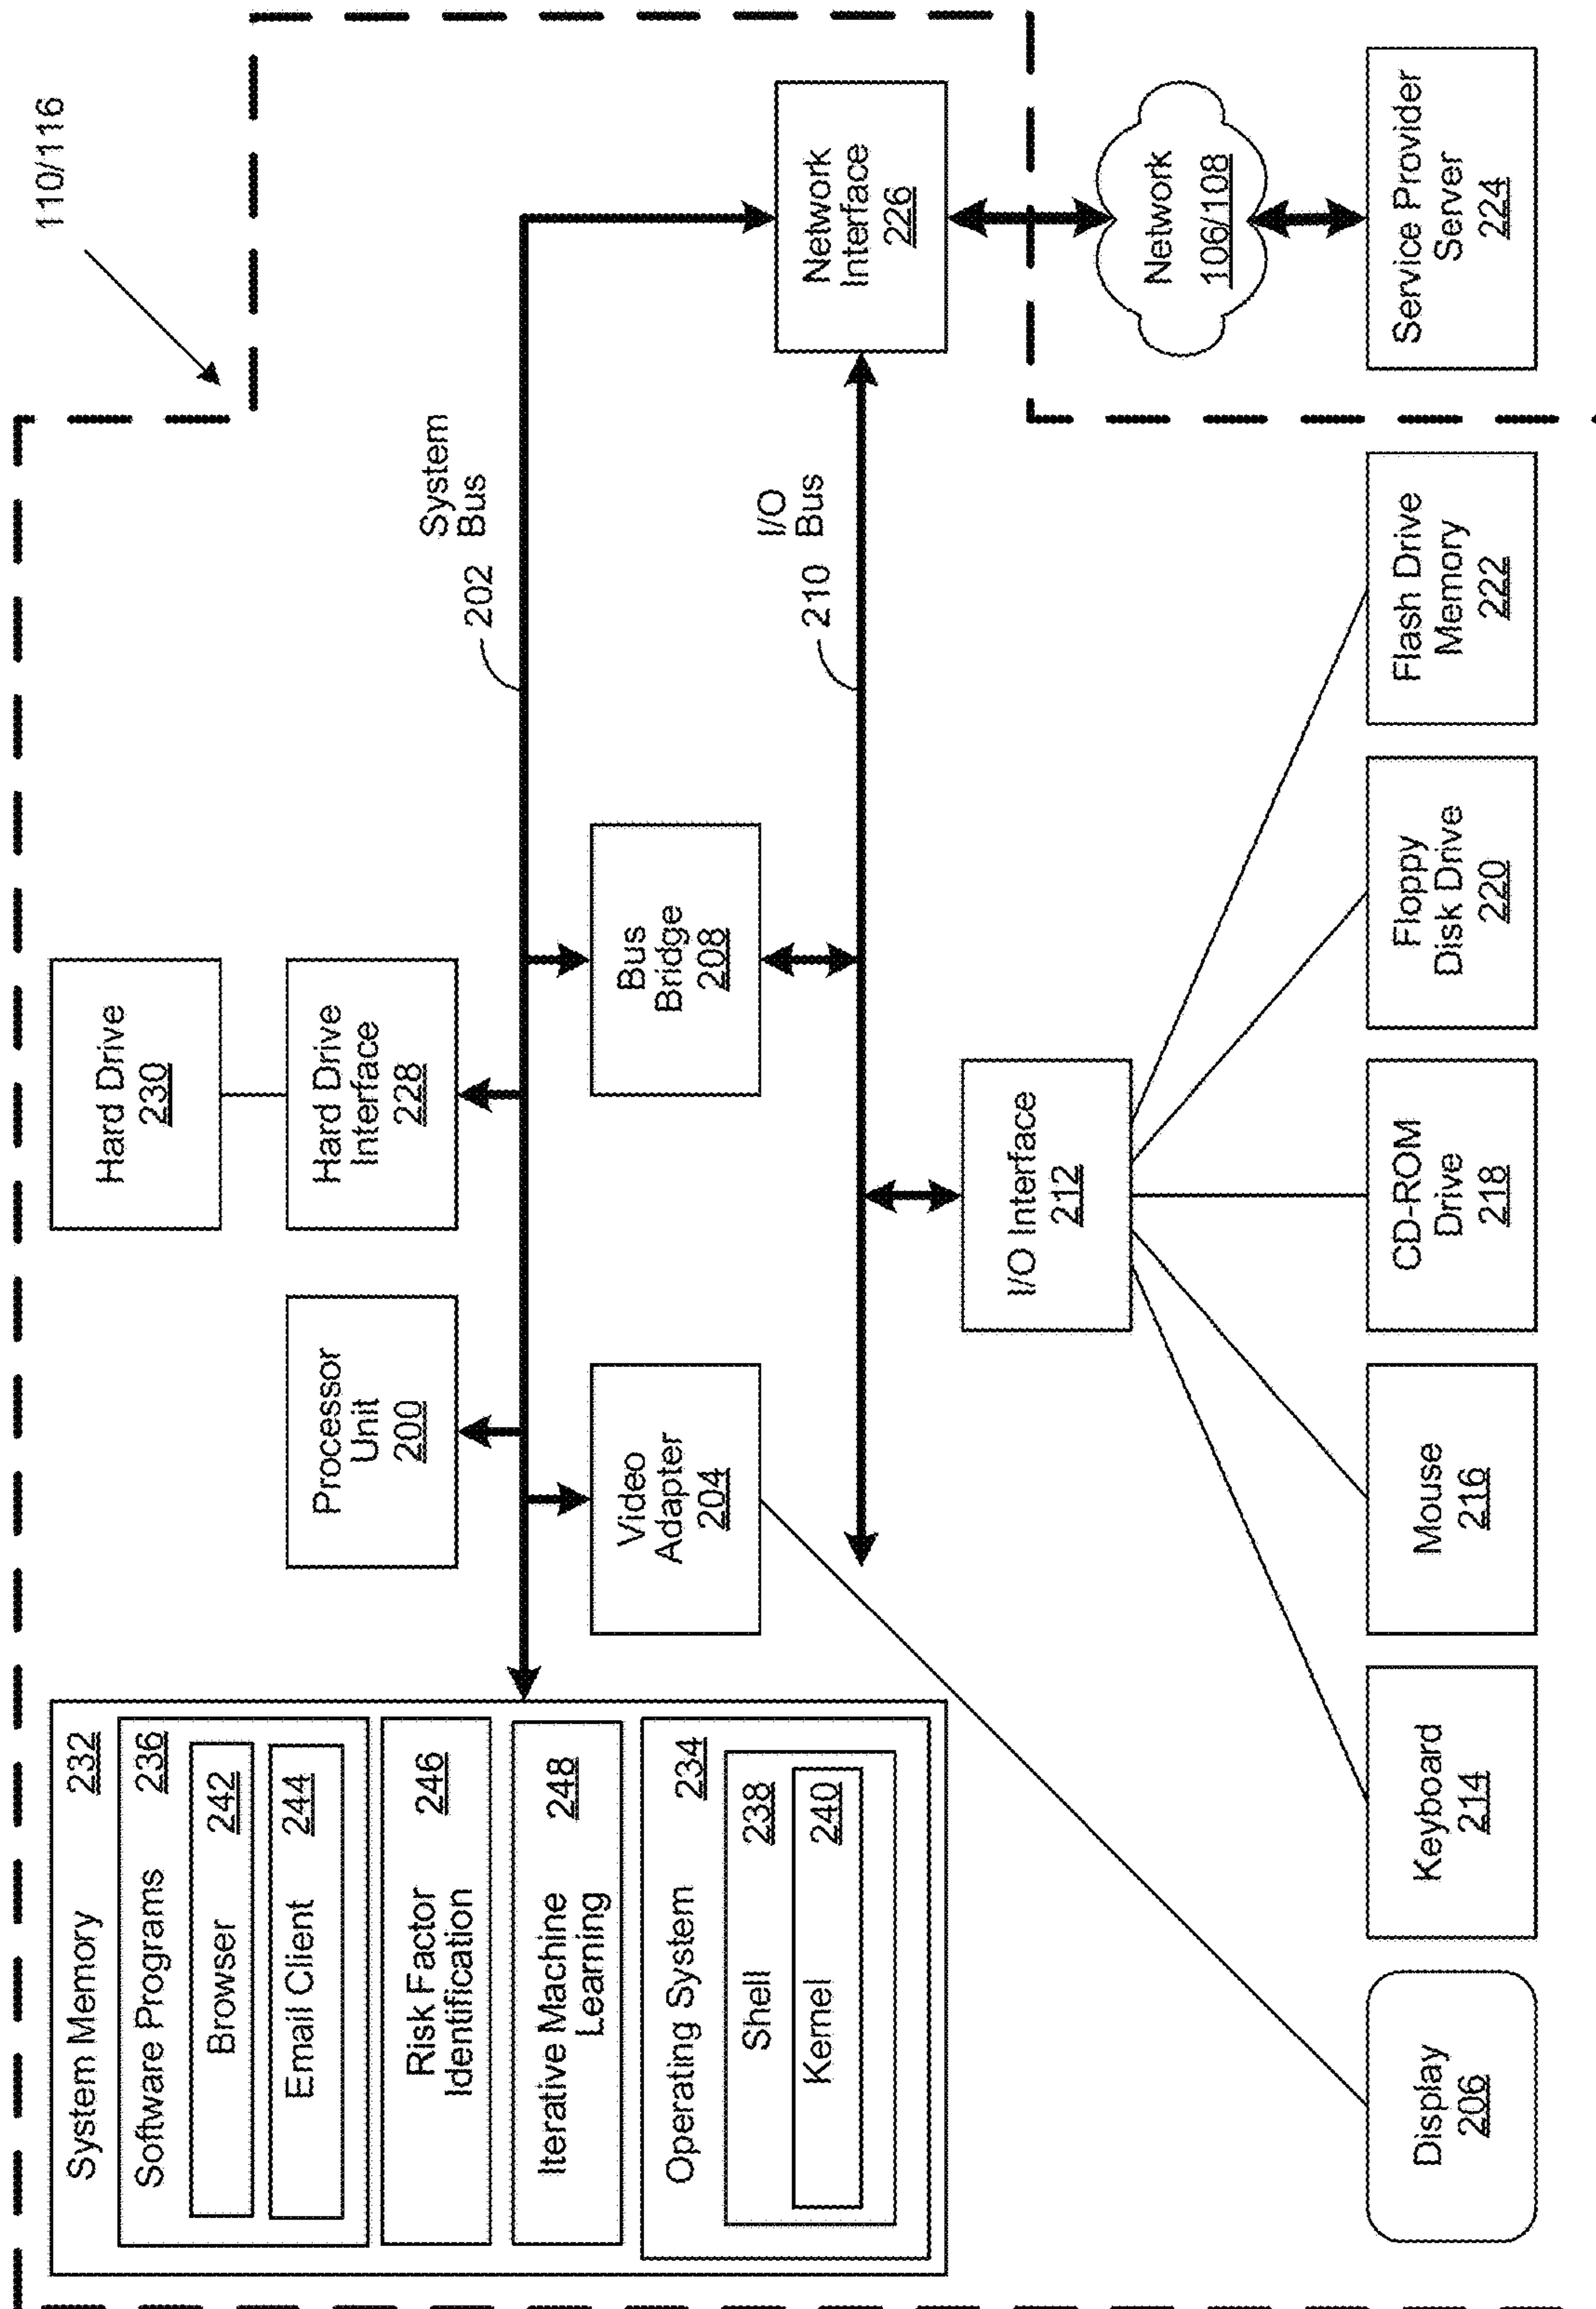 110/116
System Memory 232
Software Programs 236
Browser 242
Email Client 244
Risk Factor 246
Identification
Iterative Machine 248
Learning
Operating System 234
Shell 238
Kernel 240
Hard Drive
230
Processor
Unit
200
Hard Drive
Interface
228
System
202 Bus
Video
Adapter
204
Bus
Bridge
208
I/O
210 Bus
Network
Interface
226
I/O Interface
212
Network
106/108
Display
206
Keyboard
214
Mouse
216
CD-ROM
Drive
218
Floppy
Disk Drive
220
Flash Drive
Memory
222
Service Provider
Server
224